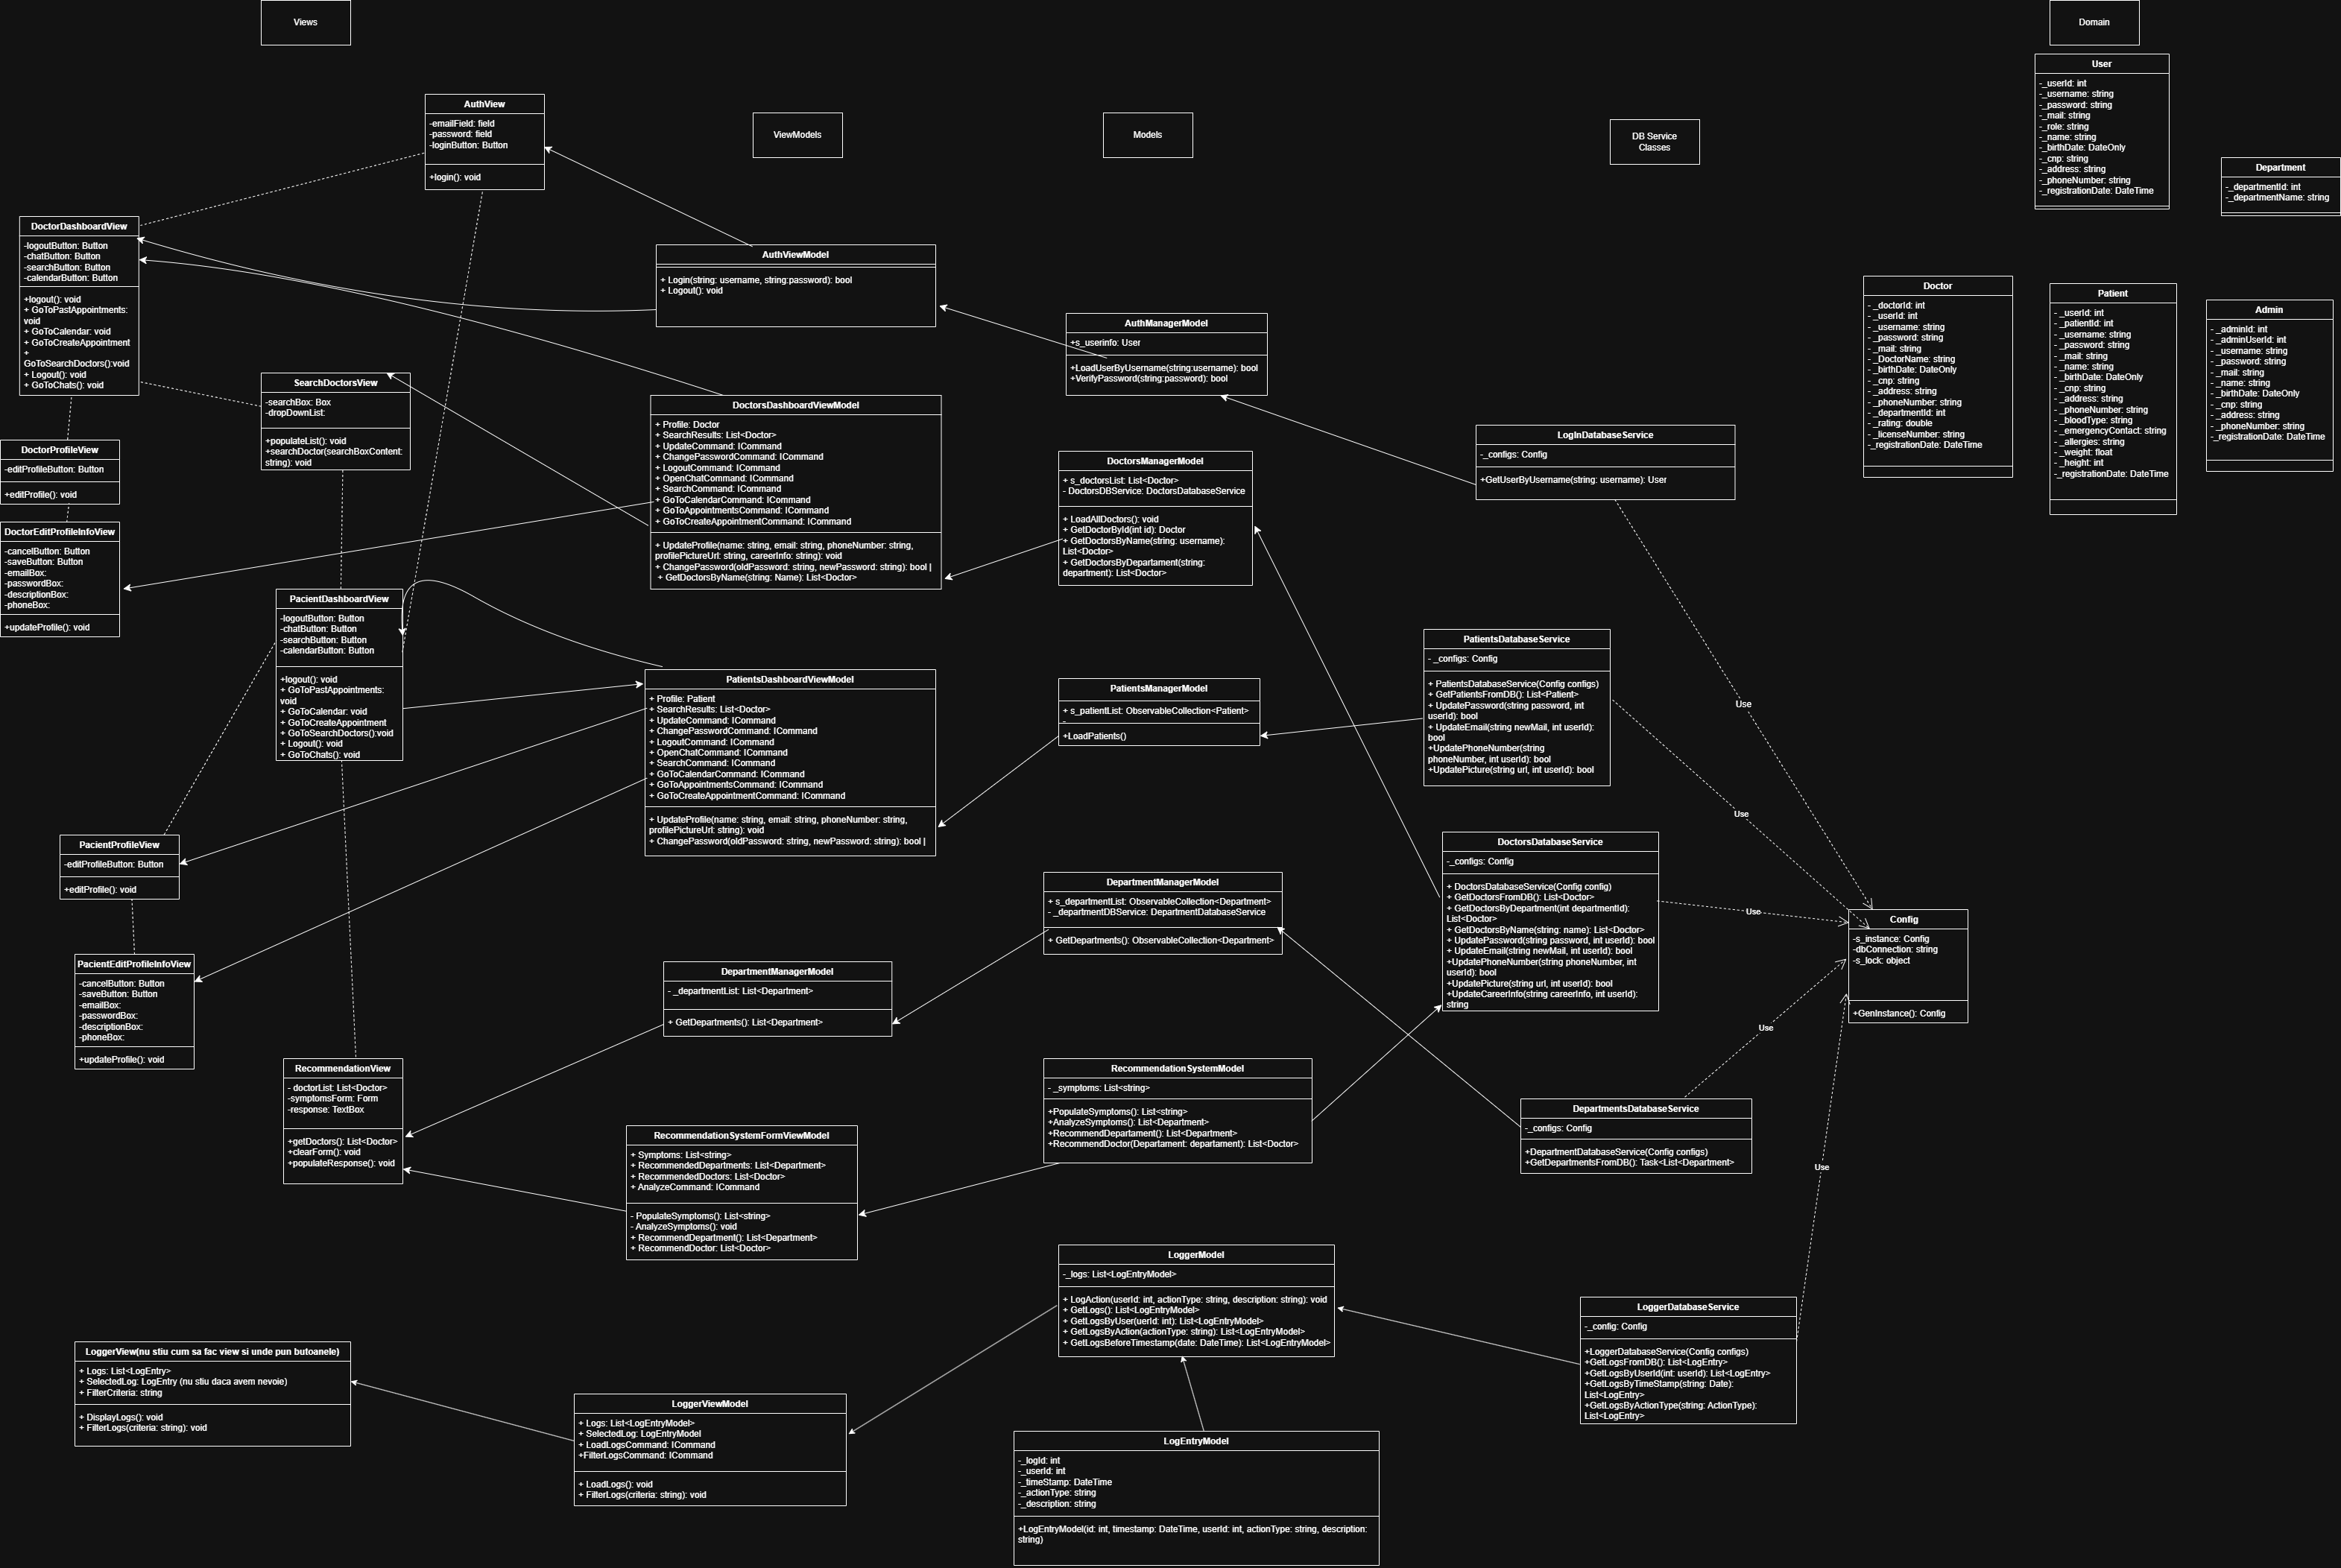 Views
Domain
User
-_userId: int
-_username: string
-_password: string
-_mail: string
-_role: string
-_name: string
-_birthDate: DateOnly
-_cnp: string
-_address: string
-_phoneNumber: string
-_registrationDate: DateTime
Department
-_departmentId: int
-_departmentName: string
AuthView
-emailField: field
-password: field
-loginButton: Button
+login(): void
ViewModels
Models
DB Service
Classes
DoctorDashboardView
-logoutButton: Button
-chatButton: Button
-searchButton: Button
-calendarButton: Button
+logout(): void
+ GoToPastAppointments:
void
+ GoToCalendar: void
+ GoToCreateAppointment
+
GoToSearchDoctors():void
+ Logout(): void
+ GoToChats(): void
AuthViewModel
+ Login(string: username, string:password): bool
+ Logout(): void
AuthManagerModel
+s_userinfo: User
+LoadUserByUsername(string:username): bool
+VerifyPassword(string:password): bool
Doctor
- _doctorId: int
- _userId: int
- _username: string
- _password: string
- _mail: string
- _DoctorName: string
- _birthDate: DateOnly
- _cnp: string
- _address: string
- _phoneNumber: string
- _departmentId: int
- _rating: double
- _licenseNumber: string
- _registrationDate: DateTime
Patient
- _userId: int
- _patientId: int
- _username: string
- _password: string
- _mail: string
- _name: string
- _birthDate: DateOnly
- _cnp: string
- _address: string
- _phoneNumber: string
- _bloodType: string
- _emergencyContact: string
- _allergies: string
- _weight: float
- _height: int
- _registrationDate: DateTime
Admin
- _adminId: int
- _adminUserId: int
- _username: string
- _password: string
- _mail: string
- _name: string
- _birthDate: DateOnly
- _cnp: string
- _address: string
- _phoneNumber: string
- _registrationDate: DateTime
SearchDoctorsView
-searchBox: Box
-dropDownList:
+populateList(): void
+searchDoctor(searchBoxContent:
string): void
DoctorProfileView
-editProfileButton: Button
+editProfile(): void
DoctorEditProfileInfoView
-cancelButton: Button
-saveButton: Button
-emailBox:
-passwordBox:
-descriptionBox:
-phoneBox:
+updateProfile(): void
DoctorsDashboardViewModel
+ Profile: Doctor
+ SearchResults: List<Doctor>
+ UpdateCommand: ICommand
+ ChangePasswordCommand: ICommand
+ LogoutCommand: ICommand
+ OpenChatCommand: ICommand
+ SearchCommand: ICommand
+ GoToCalendarCommand: ICommand
+ GoToAppointmentsCommand: ICommand
+ GoToCreateAppointmentCommand: ICommand
+ UpdateProfile(name: string, email: string, phoneNumber: string,
profilePictureUrl: string, careerInfo: string): void
+ ChangePassword(oldPassword: string, newPassword: string): bool |
+ GetDoctorsByName(string: Name): List<Doctor>
DoctorsManagerModel
+ s_doctorsList: List<Doctor>
- DoctorsDBService: DoctorsDatabaseService
+ LoadAllDoctors(): void
+ GetDoctorById(int id): Doctor
+ GetDoctorsByName(string: username):
List<Doctor>
+ GetDoctorsByDepartament(string:
department): List<Doctor>
LogInDatabaseService
-_configs: Config
+GetUserByUsername(string: username): User
PacientDashboardView
-logoutButton: Button
-chatButton: Button
-searchButton: Button
-calendarButton: Button
+logout(): void
+ GoToPastAppointments:
void
+ GoToCalendar: void
+ GoToCreateAppointment
+ GoToSearchDoctors():void
+ Logout(): void
+ GoToChats(): void
PatientsDashboardViewModel
+ Profile: Patient
+ SearchResults: List<Doctor>
+ UpdateCommand: ICommand
+ ChangePasswordCommand: ICommand
+ LogoutCommand: ICommand
+ OpenChatCommand: ICommand
+ SearchCommand: ICommand
+ GoToCalendarCommand: ICommand
+ GoToAppointmentsCommand: ICommand
+ GoToCreateAppointmentCommand: ICommand
+ UpdateProfile(name: string, email: string, phoneNumber: string,
profilePictureUrl: string): void
+ ChangePassword(oldPassword: string, newPassword: string): bool |
PatientsManagerModel
+ s_patientList: ObservableCollection<Patient>
-
+LoadPatients()
PatientsDatabaseService
- _configs: Config
+ PatientsDatabaseService(Config configs)
+ GetPatientsFromDB(): List<Patient>
+ UpdatePassword(string password, int
userId): bool
+ UpdateEmail(string newMail, int userId):
bool
+UpdatePhoneNumber(string
phoneNumber, int userId): bool
+UpdatePicture(string url, int userId): bool
Use
Use
PacientProfileView
-editProfileButton: Button
+editProfile(): void
PacientEditProfileInfoView
-cancelButton: Button
-saveButton: Button
-emailBox:
-passwordBox:
-descriptionBox:
-phoneBox:
+updateProfile(): void
DepartmentManagerModel
+ s_departmentList: ObservableCollection<Department>
- _departmentDBService: DepartmentDatabaseService
+ GetDepartments(): ObservableCollection<Department>
DoctorsDatabaseService
-_configs: Config
+ DoctorsDatabaseService(Config config)
+ GetDoctorsFromDB(): List<Doctor>
+ GetDoctorsByDepartment(int departmentId):
List<Doctor>
+ GetDoctorsByName(string: name): List<Doctor>
+ UpdatePassword(string password, int userId): bool
+ UpdateEmail(string newMail, int userId): bool
+UpdatePhoneNumber(string phoneNumber, int
userId): bool
+UpdatePicture(string url, int userId): bool
+UpdateCareerInfo(string careerInfo, int userId):
string
Use
Config
-s_instance: Config
-dbConnection: string
-s_lock: object
+GenInstance(): Config
DepartmentManagerModel
- _departmentList: List<Department>
+ GetDepartments(): List<Department>
Use
RecommendationView
- doctorList: List<Doctor>
-symptomsForm: Form
-response: TextBox
+getDoctors(): List<Doctor>
+clearForm(): void
+populateResponse(): void
RecommendationSystemFormViewModel
+ Symptoms: List<string>
+ RecommendedDepartments: List<Department>
+ RecommendedDoctors: List<Doctor>
+ AnalyzeCommand: ICommand
- PopulateSymptoms(): List<string>
- AnalyzeSymptoms(): void
+ RecommendDepartment(): List<Department>
+ RecommendDoctor: List<Doctor>
RecommendationSystemModel
- _symptoms: List<string>
+PopulateSymptoms(): List<string>
+AnalyzeSymptoms(): List<Department>
+RecommendDepartament(): List<Department>
+RecommendDoctor(Departament: departament): List<Doctor>
DepartmentsDatabaseService
-_configs: Config
+DepartmentDatabaseService(Config configs)
+GetDepartmentsFromDB(): Task<List<Department>
Use
LoggerModel
-_logs: List<LogEntryModel>
+ LogAction(userId: int, actionType: string, description: string): void
+ GetLogs(): List<LogEntryModel>
+ GetLogsByUser(uerId: int): List<LogEntryModel>
+ GetLogsByAction(actionType: string): List<LogEntryModel>
+ GetLogsBeforeTimestamp(date: DateTime): List<LogEntryModel>
LoggerDatabaseService
-_config: Config
+LoggerDatabaseService(Config configs)
+GetLogsFromDB(): List<LogEntry>
+GetLogsByUserId(int: userId): List<LogEntry>
+GetLogsByTimeStamp(string: Date):
List<LogEntry>
+GetLogsByActionType(string: ActionType):
List<LogEntry>
LoggerView(nu stiu cum sa fac view si unde pun butoanele)
+ Logs: List<LogEntry>
+ SelectedLog: LogEntry (nu stiu daca avem nevoie)
+ FilterCriteria: string
+ DisplayLogs(): void
+ FilterLogs(criteria: string): void
LoggerViewModel
+ Logs: List<LogEntryModel>
+ SelectedLog: LogEntryModel
+ LoadLogsCommand: ICommand
+FilterLogsCommand: ICommand
+ LoadLogs(): void
+ FilterLogs(criteria: string): void
LogEntryModel
-_logId: int
-_userId: int
-_timeStamp: DateTime
-_actionType: string
-_description: string
+LogEntryModel(id: int, timestamp: DateTime, userId: int, actionType: string, description:
string)